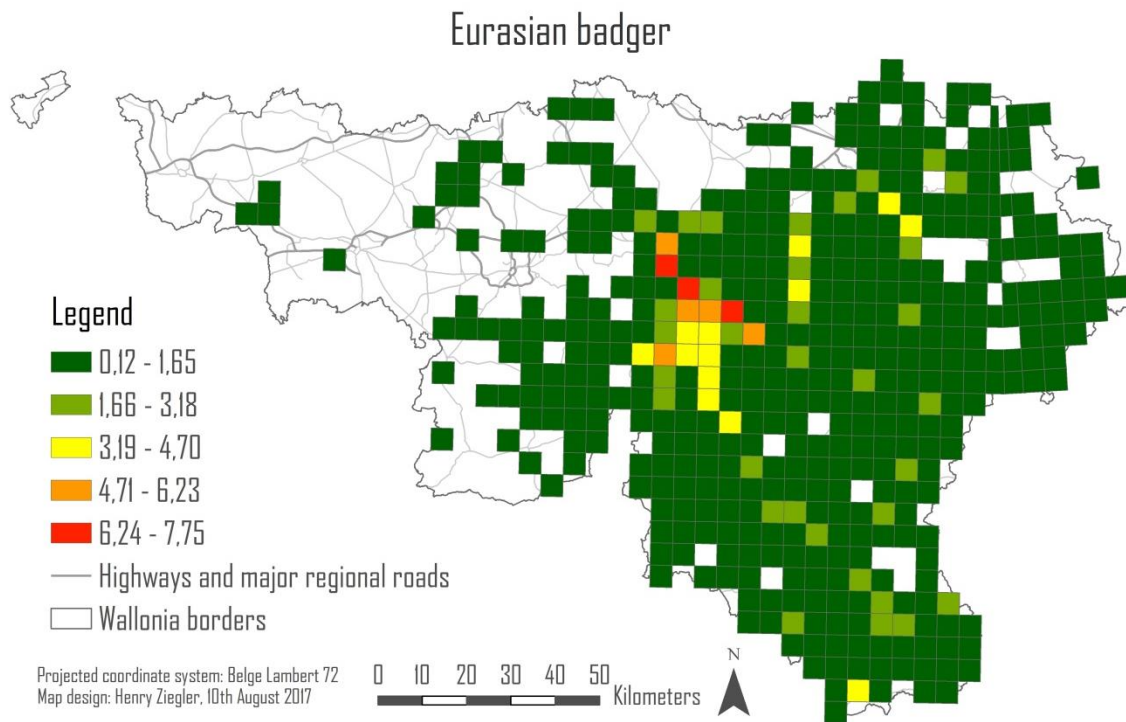 Eurasian badger
Legend
0,12 - 1,65
1,66 - 3,18
3,19 - 4,70
4,71 - 6,23
6,24 - 7,75
Highways and major regional roads
Wallonia borders
Projected coordinate system: Belge Lambert 72
Map design: Henry Ziegler, 10th August 2017
0 10 20 30 40 50
Kilometers
N